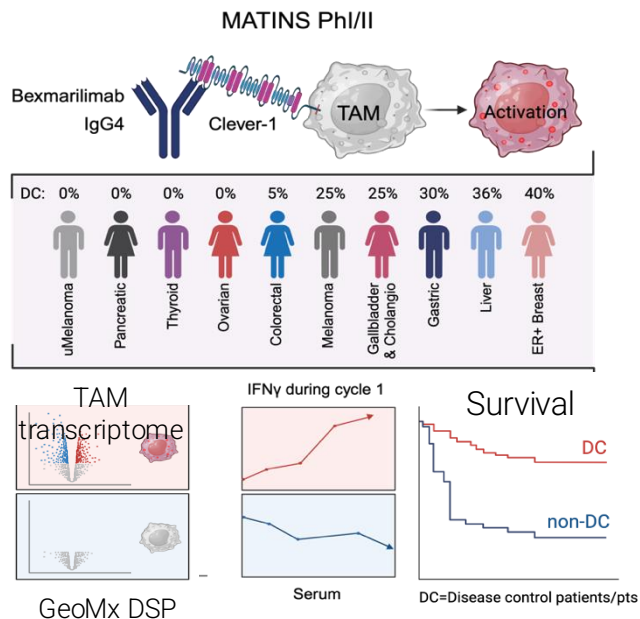 MATINS PhI/II
Bexmarilimab
IgG4
Clever-1
TAM
Activation
DC: 0% 0% 0% 0% 5% 25% 25% 30% 36% 40%
uMelanoma
Pancreatic
Thyroid
Ovarian
Colorectal
Melanoma
Gallbladder
& Cholangio
Gastric
Liver
ER+ Breast
TAM
transcriptome
GeoMx DSP
IFNγ during cycle 1
Serum
Survival
DC
non-DC
DC=Disease control patients/pts